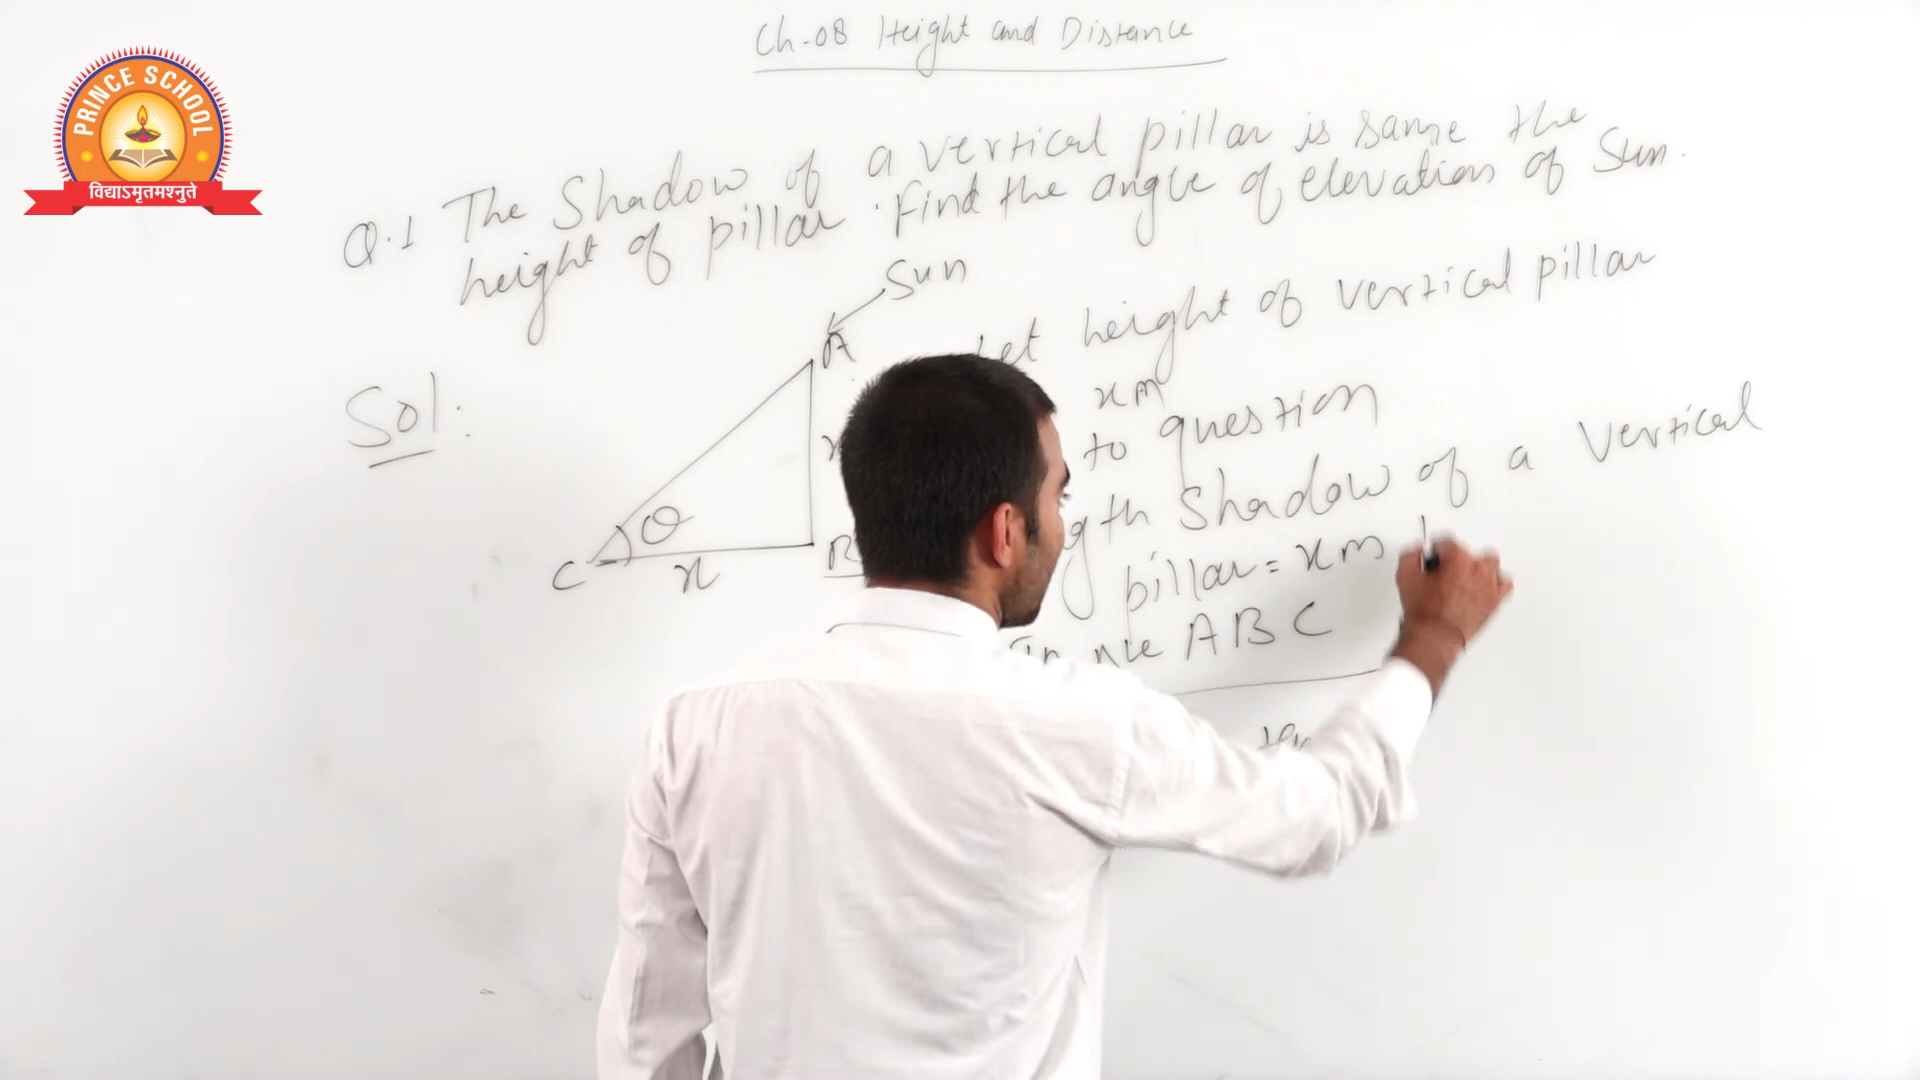 PRINCE SCHOOL
विद्याऽमृतमश्नुते
Ch-08 Height and Distance
Q.1 The Shadow of a vertical pillar is same the
height of pillar. Find the angle of elevation of Sun.
Sun
A
Sol:
θ
C
x
B
Let height of vertical pillar
xm
to question
Shadow of a vertical
pillar = xm
In ABC